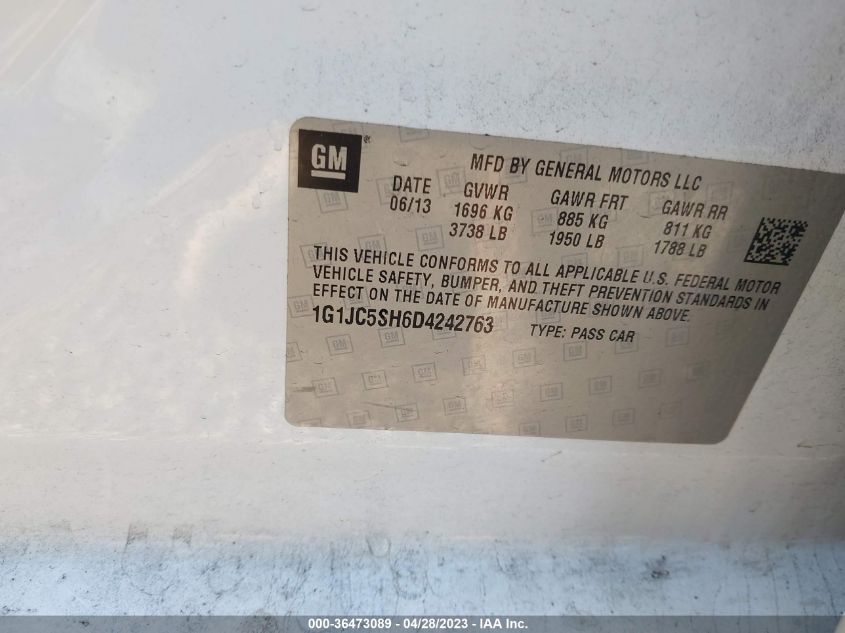 GM
MFD BY GENERAL MOTORS LLC
DATE GVWR GAWR FRT GAWR RR
06/13 1696 KG 885 KG 811 KG
3738 LB 1950 LB 1788 LB
THIS VEHICLE CONFORMS TO ALL APPLICABLE U.S. FEDERAL MOTOR
VEHICLE SAFETY, BUMPER, AND THEFT PREVENTION STANDARDS IN
EFFECT ON THE DATE OF MANUFACTURE SHOWN ABOVE.
1G1JC5SH6D4242763 TYPE: PASS CAR
000-36473089 - 04/28/2023 - IAA Inc.